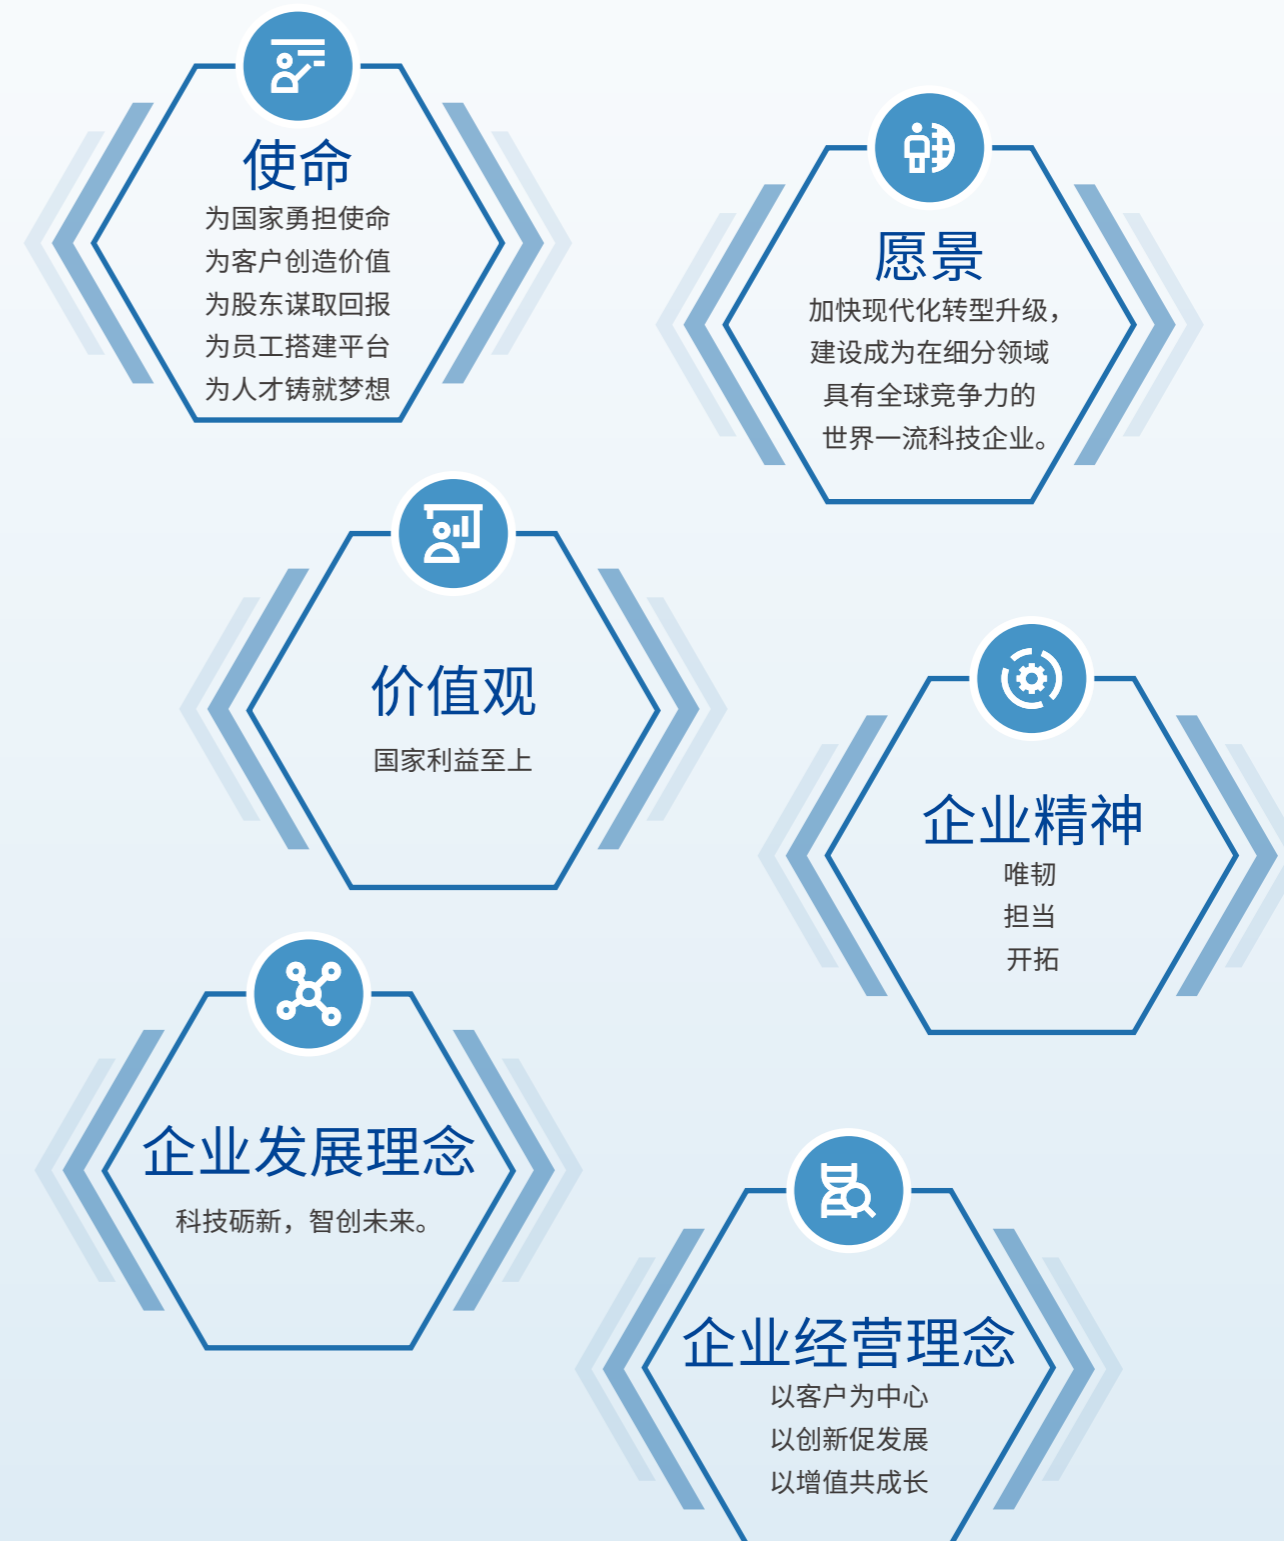 使命
为国家勇担使命
为客户创造价值
为股东谋取回报
为员工搭建平台
为人才铸就梦想
愿景
加快现代化转型升级，
建设成为在细分领域
具有全球竞争力的
世界一流科技企业。
价值观
国家利益至上
企业精神
唯韧
担当
开拓
企业发展理念
科技砺新，智创未来。
企业经营理念
以客户为中心
以创新促发展
以增值共成长